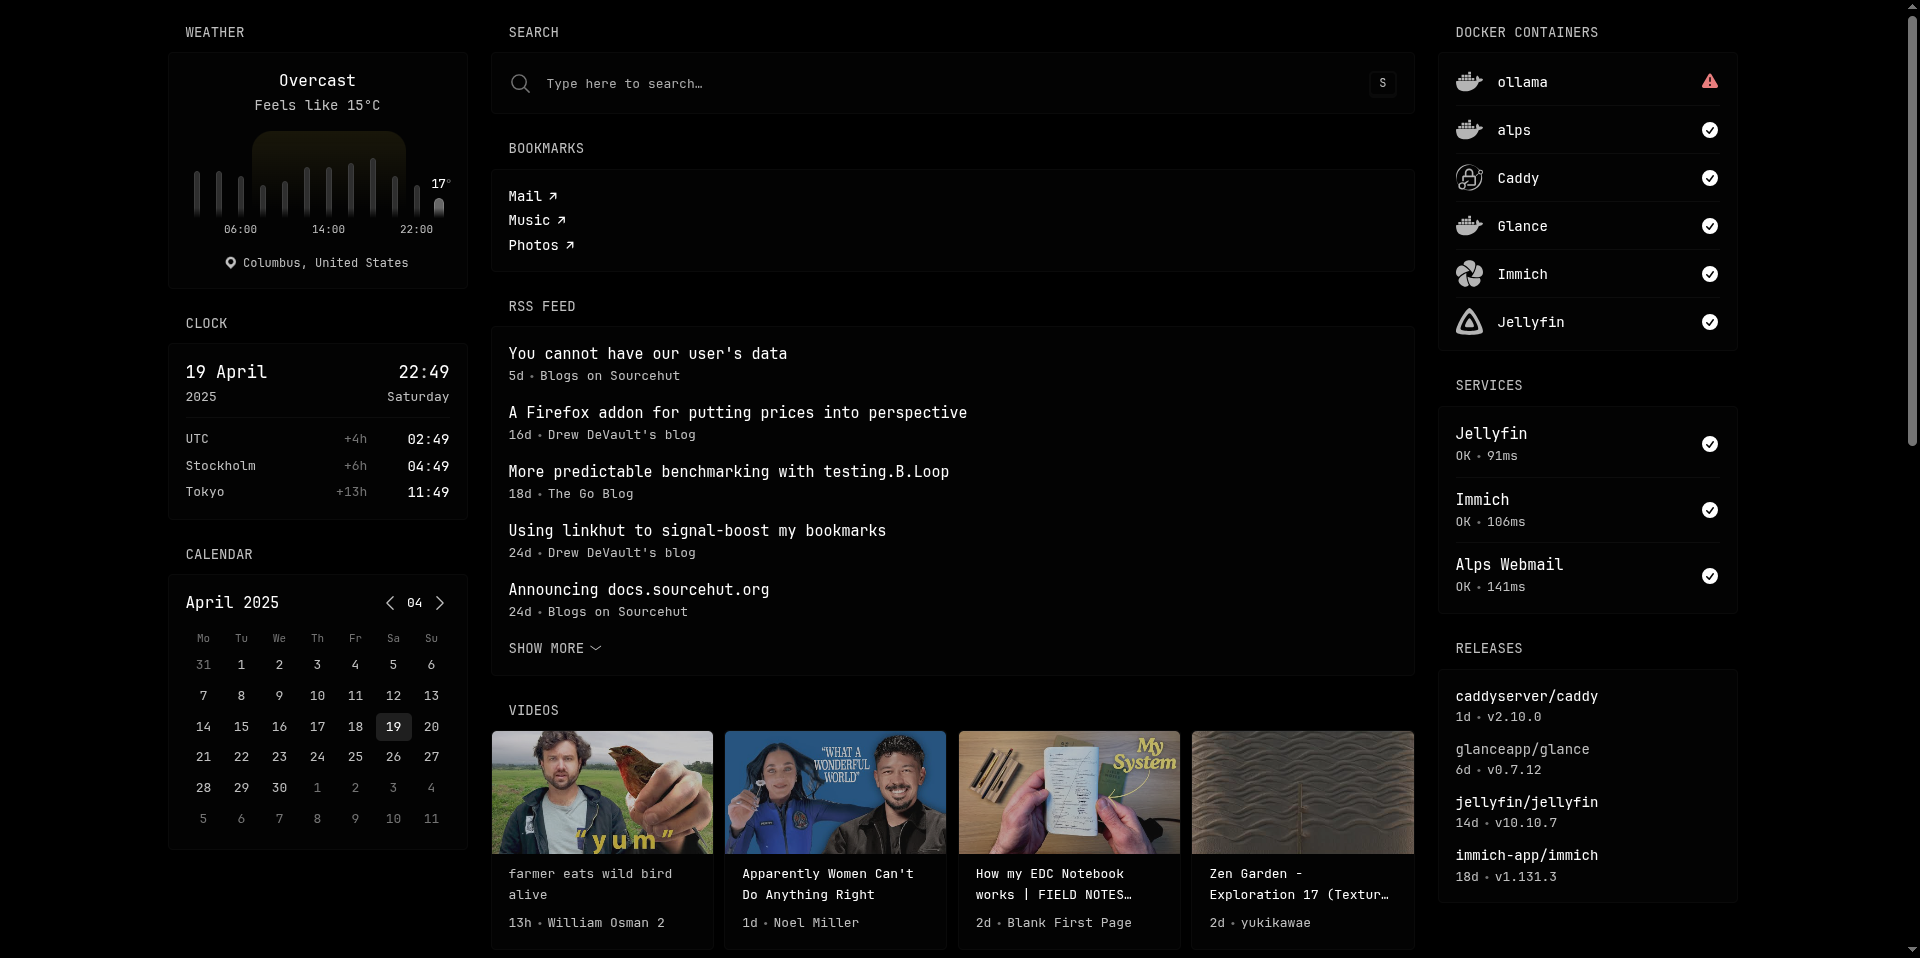 WEATHER
Overcast
Feels like 15°C
17°
06:00 14:00 22:00
Columbus, United States
CLOCK
19 April 22:49
2025 Saturday
UTC +4h 02:49
Stockholm +6h 04:49
Tokyo +13h 11:49
CALENDAR
April 2025 04
Mo Tu We Th Fr Sa Su
31 1 2 3 4 5 6
7 8 9 10 11 12 13
14 15 16 17 18 19 20
21 22 23 24 25 26 27
28 29 30 1 2 3 4
5 6 7 8 9 10 11
SEARCH
Type here to search…
S
BOOKMARKS
Mail
Music
Photos
RSS FEED
You cannot have our user's data
5d • Blogs on Sourcehut
A Firefox addon for putting prices into perspective
16d • Drew DeVault's blog
More predictable benchmarking with testing.B.Loop
18d • The Go Blog
Using linkhut to signal-boost my bookmarks
24d • Drew DeVault's blog
Announcing docs.sourcehut.org
24d • Blogs on Sourcehut
SHOW MORE
VIDEOS
“yum”
farmer eats wild bird
alive
13h • William Osman 2
“WHAT A
WONDERFUL
WORLD”
Apparently Women Can't
Do Anything Right
1d • Noel Miller
My
System
How my EDC Notebook
works | FIELD NOTES…
2d • Blank First Page
Zen Garden -
Exploration 17 (Textur…
2d • yukikawae
DOCKER CONTAINERS
ollama
alps
Caddy
Glance
Immich
Jellyfin
SERVICES
Jellyfin
OK • 91ms
Immich
OK • 106ms
Alps Webmail
OK • 141ms
RELEASES
caddyserver/caddy
1d • v2.10.0
glanceapp/glance
6d • v0.7.12
jellyfin/jellyfin
14d • v10.10.7
immich-app/immich
18d • v1.131.3